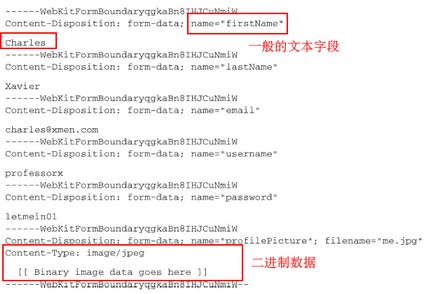 ------WebKitFormBoundaryqgkaBn8IHJCuNmiW
Content-Disposition: form-data; name="firstName"
Charles
一般的文本字段
------WebKitFormBoundaryqgkaBn8IHJCuNmiW
Content-Disposition: form-data; name="lastName"
Xavier
------WebKitFormBoundaryqgkaBn8IHJCuNmiW
Content-Disposition: form-data; name="email"
charles@xmen.com
------WebKitFormBoundaryqgkaBn8IHJCuNmiW
Content-Disposition: form-data; name="username"
professorx
------WebKitFormBoundaryqgkaBn8IHJCuNmiW
Content-Disposition: form-data; name="password"
letmein01
------WebKitFormBoundaryqgkaBn8IHJCuNmiW
Content-Disposition: form-data; name="profilePicture"; filename="me.jpg"
Content-Type: image/jpeg
二进制数据
[[ Binary image data goes here ]]
------WebKitFormBoundaryqgkaBn8IHJCuNmiW--